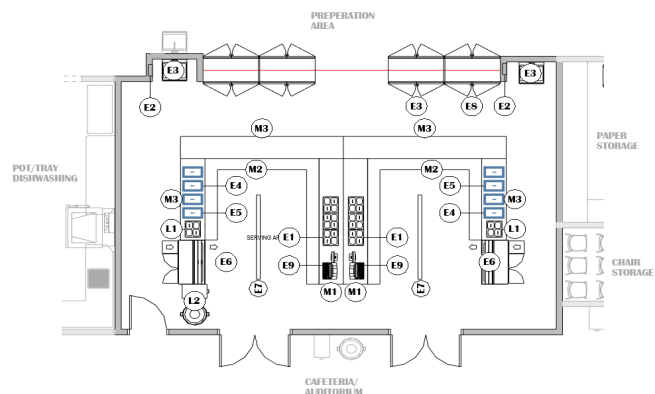 PREPERATION
AREA
E3
E3
E2
E3
E8
E2
M3
M3
PAPER
STORAGE
POT/TRAY
DISHWASHING
M2
M2
E4
E5
M3
M3
E5
E4
L1
L1
SERVING AR
E1
E1
E6
E9
E9
E6
CHAIR
STORAGE
E7
M1
M1
E7
L2
CAFETERIA/
AUDITORIUM